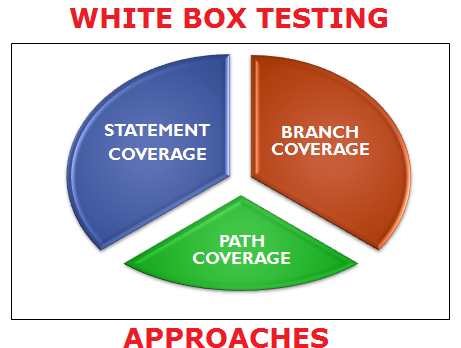 WHITE BOX TESTING
STATEMENT
COVERAGE
BRANCH
COVERAGE
PATH
COVERAGE
APPROACHES